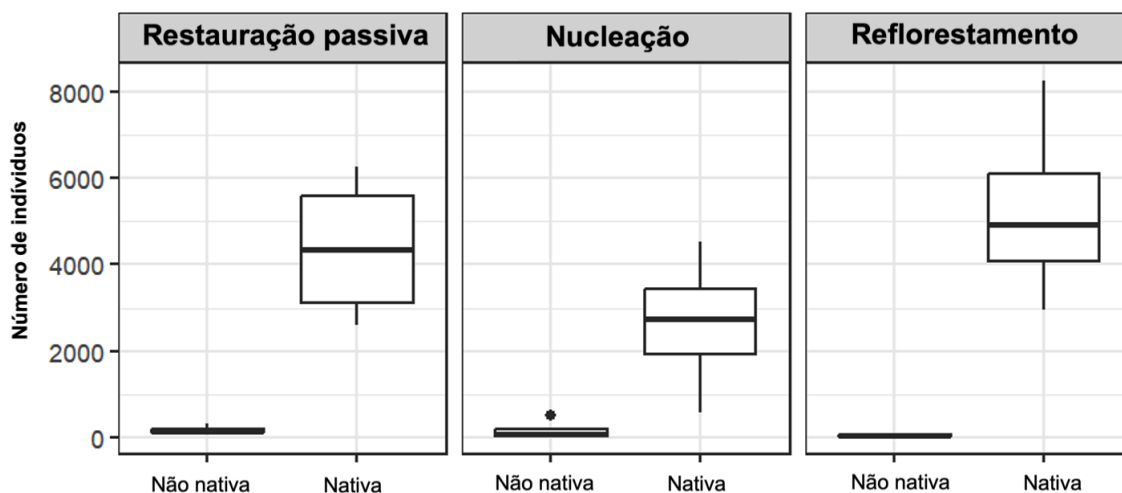 Restauração passiva
Nucleação
Reflorestamento
Número de indíviduos
8000
6000
4000
2000
0
Não nativa
Nativa
Não nativa
Nativa
Não nativa
Nativa